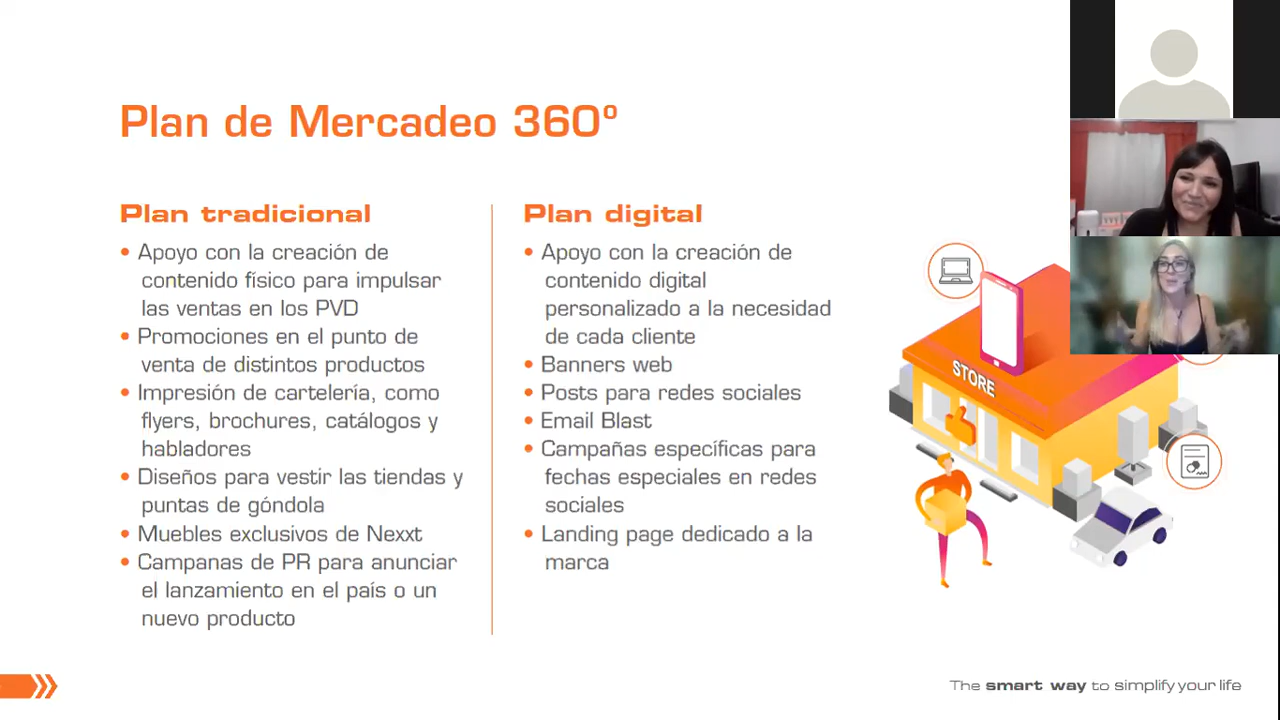 Plan de Mercadeo 360º
Plan tradicional
• Apoyo con la creación de
contenido físico para impulsar
las ventas en los PVD
• Promociones en el punto de
venta de distintos productos
• Impresión de cartelería, como
flyers, brochures, catálogos y
habladores
• Diseños para vestir las tiendas y
puntas de góndola
• Muebles exclusivos de Nexxt
• Campanas de PR para anunciar
el lanzamiento en el país o un
nuevo producto
Plan digital
• Apoyo con la creación de
contenido digital
personalizado a la necesidad
de cada cliente
• Banners web
• Posts para redes sociales
• Email Blast
• Campañas específicas para
fechas especiales en redes
sociales
• Landing page dedicado a la
marca
STORE
The smart way to simplify your life